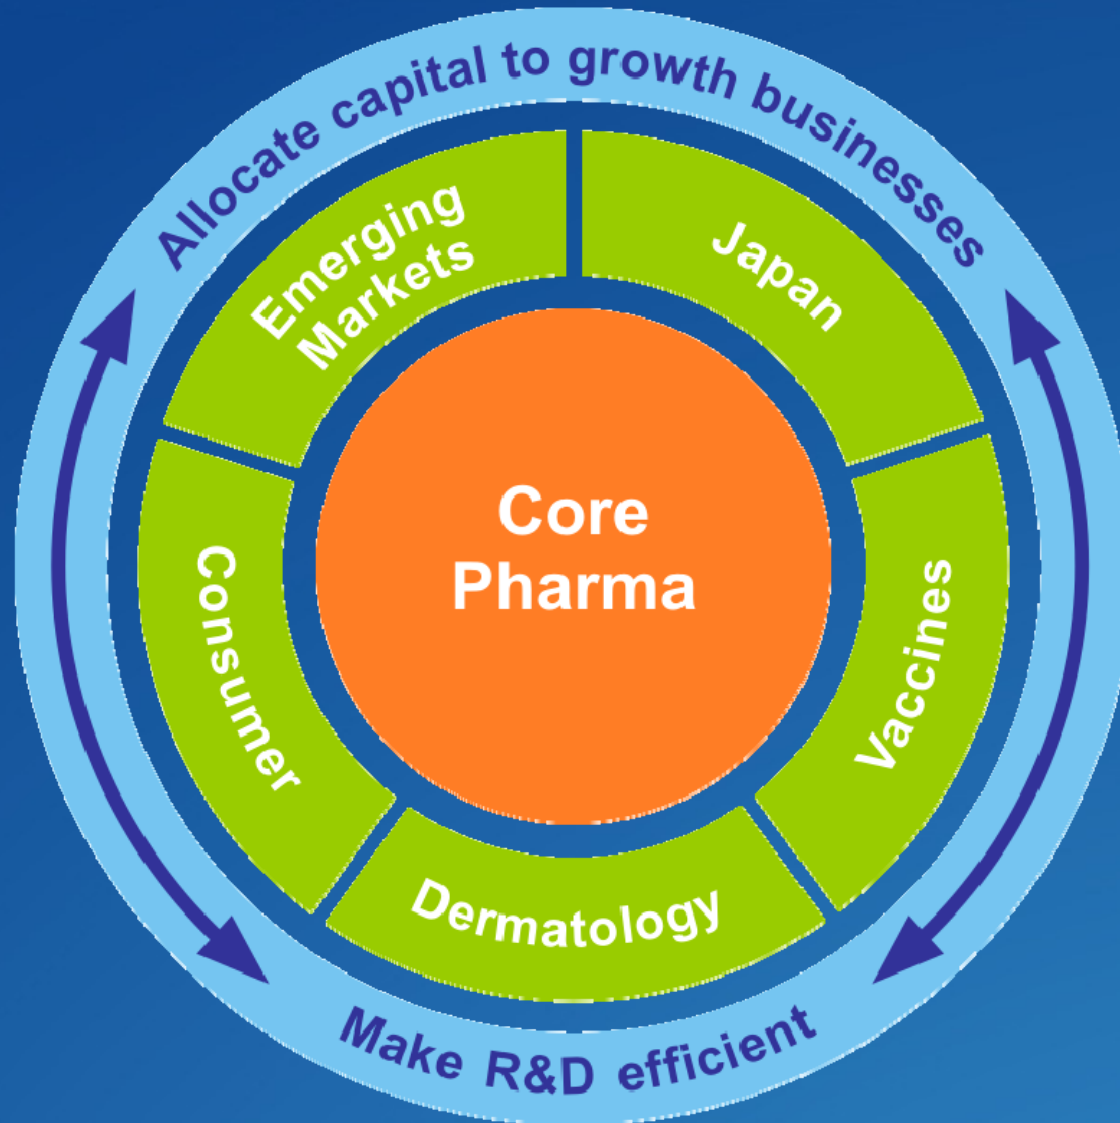 Allocate capital to growth businesses
Emerging
Markets
Japan
Core
Pharma
Consumer
Vaccines
Dermatology
Make R&D efficient